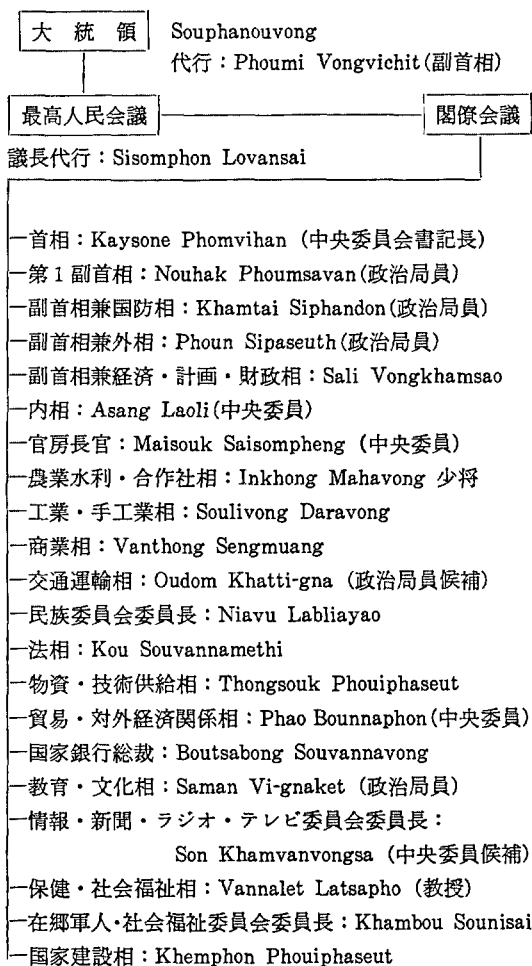 大統領 Souphanouvong
代行：Phoumi Vongvichit(副首相)
最高人民会議 閣僚会議
議長代行：Sisomphon Lovansai
首相：Kaysone Phomvihan (中央委員会書記長)
第1副首相：Nouhak Phoumsavan(政治局員)
副首相兼国防相：Khamtai Siphandon(政治局員)
副首相兼外相：Phoun Sipaseuth(政治局員)
副首相兼経済・計画・財政相：Sali Vongkhamsao
内相：Asang Laoli(中央委員)
官房長官：Maisouk Saisompheng (中央委員)
農業水利・合作社相：Inkhong Mahavong 少将
工業・手工業相：Soulivong Daravong
商業相：Vanthong Sengmuang
交通運輸相：Oudom Khatti-gna (政治局員候補)
民族委員会委員長：Niavu Labliayao
法相：Kou Souvannamethi
物資・技術供給相：Thongsouk Phouiphaseut
貿易・対外経済関係相：Phao Bounnaphon(中央委員)
国家銀行総裁：Boutsabong Souvannavong
教育・文化相：Saman Vi-gnaket (政治局員)
情報・新聞・ラジオ・テレビ委員会委員長：
Son Khamvanvongsa (中央委員候補)
保健・社会福祉相：Vannalet Latsapho (教授)
在郷軍人・社会福祉委員会委員長：Khambou Sounisai
国家建設相：Khemphon Phouiphaseut